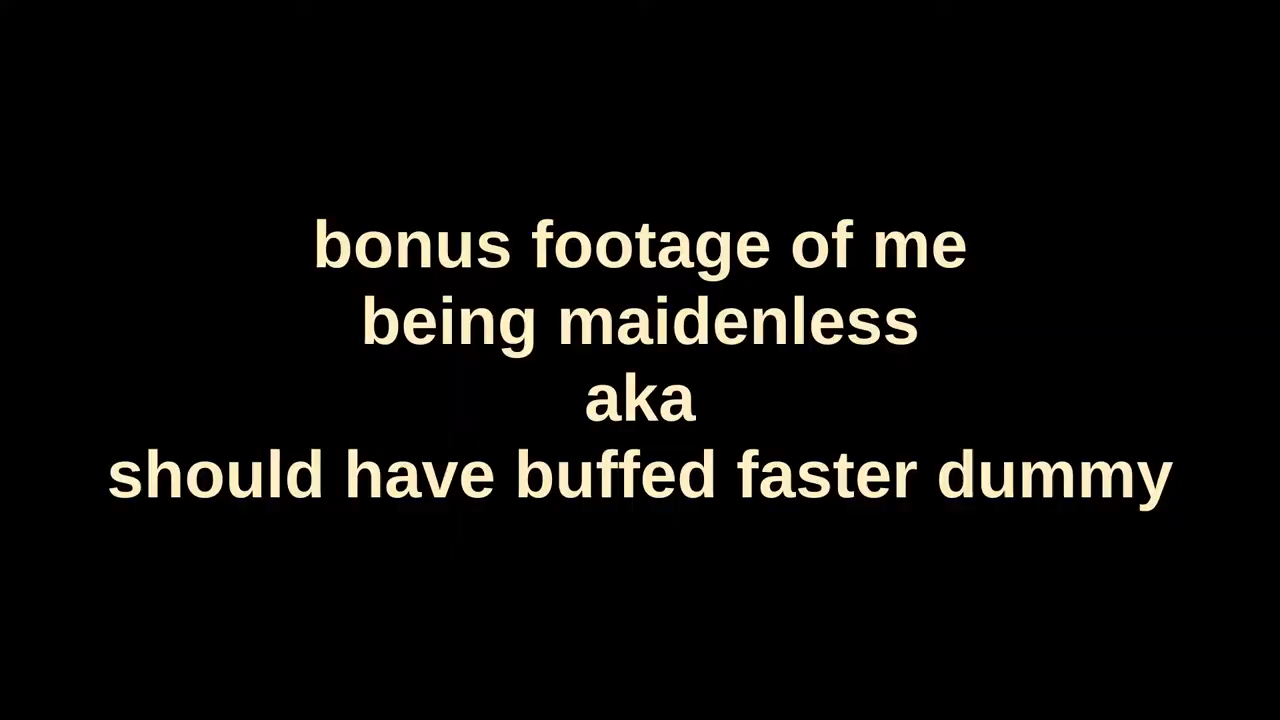 bonus footage of me
being maidenless
aka
should have buffed faster dummy